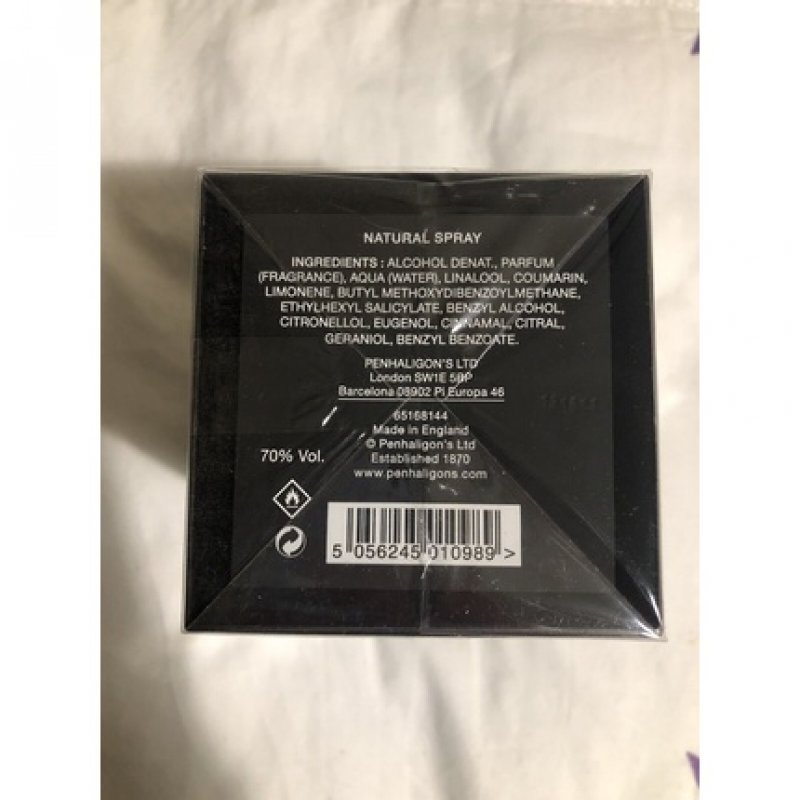 NATURAL SPRAY
INGREDIENTS : ALCOHOL DENAT., PARFUM
(FRAGRANCE), AQUA (WATER), LINALOOL, COUMARIN,
LIMONENE, BUTYL METHOXYDIBENZOYLMETHANE,
ETHYLHEXYL SALICYLATE, BENZYL ALCOHOL,
CITRONELLOL, EUGENOL, CINNAMAL, CITRAL,
GERANIOL, BENZYL BENZOATE.
PENHALIGON'S LTD
London SW1E 5BP
Barcelona 08902 Pl Europa 46
65168144
Made in England
© Penhaligon's Ltd
70% Vol.
Established 1870
www.penhaligons.com
5 056245 010989 >